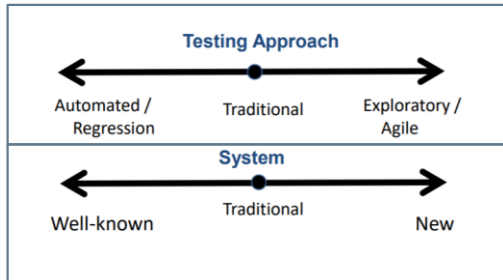 Testing Approach
Automated /
Regression
Traditional
Exploratory /
Agile
System
Traditional
Well-known
New